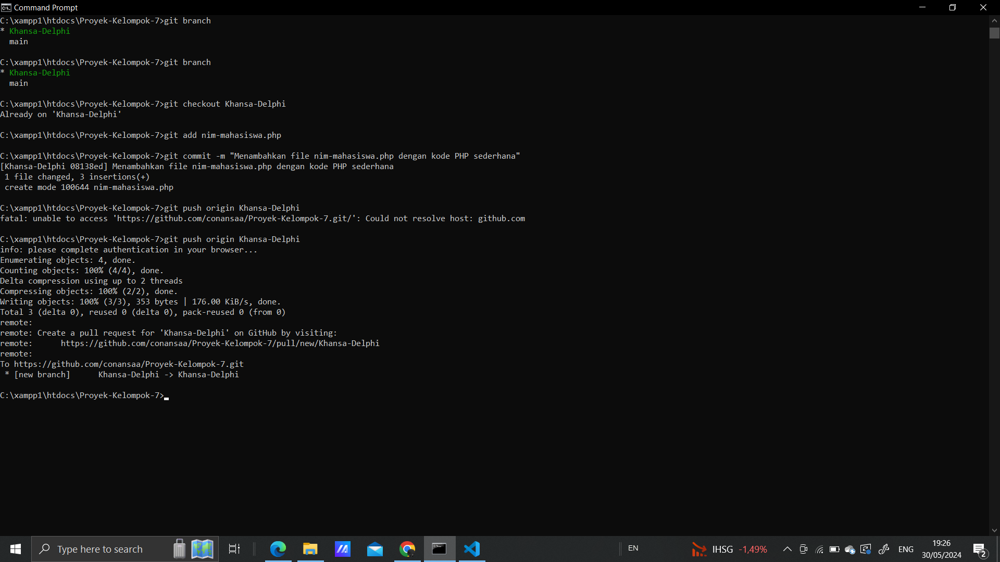 Command Prompt
C:\xampp1\htdocs\Proyek-Kelompok-7>git branch
* Khansa-Delphi
  main
C:\xampp1\htdocs\Proyek-Kelompok-7>git branch
* Khansa-Delphi
  main
C:\xampp1\htdocs\Proyek-Kelompok-7>git checkout Khansa-Delphi
Already on 'Khansa-Delphi'
C:\xampp1\htdocs\Proyek-Kelompok-7>git add nim-mahasiswa.php
C:\xampp1\htdocs\Proyek-Kelompok-7>git commit -m "Menambahkan file nim-mahasiswa.php dengan kode PHP sederhana"
[Khansa-Delphi 08138ed] Menambahkan file nim-mahasiswa.php dengan kode PHP sederhana
 1 file changed, 3 insertions(+)
 create mode 100644 nim-mahasiswa.php
C:\xampp1\htdocs\Proyek-Kelompok-7>git push origin Khansa-Delphi
fatal: unable to access 'https://github.com/conansaa/Proyek-Kelompok-7.git/': Could not resolve host: github.com
C:\xampp1\htdocs\Proyek-Kelompok-7>git push origin Khansa-Delphi
info: please complete authentication in your browser...
Enumerating objects: 4, done.
Counting objects: 100% (4/4), done.
Delta compression using up to 2 threads
Compressing objects: 100% (2/2), done.
Writing objects: 100% (3/3), 353 bytes | 176.00 KiB/s, done.
Total 3 (delta 0), reused 0 (delta 0), pack-reused 0 (from 0)
remote:
remote: Create a pull request for 'Khansa-Delphi' on GitHub by visiting:
remote:      https://github.com/conansaa/Proyek-Kelompok-7/pull/new/Khansa-Delphi
remote:
To https://github.com/conansaa/Proyek-Kelompok-7.git
 * [new branch]      Khansa-Delphi -> Khansa-Delphi
C:\xampp1\htdocs\Proyek-Kelompok-7>
Type here to search
EN
IHSG -1,49%
ENG
19:26
30/05/2024
2